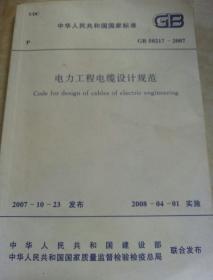 UDC
中华人民共和国国家标准
GB
P
GB 50217－2007
电力工程电缆设计规范
Code for design of cables of electric engineering
2007－10－23 发布
2008－04－01 实施
中华人民共和国建设部
中华人民共和国国家质量监督检验检疫总局
联合发布